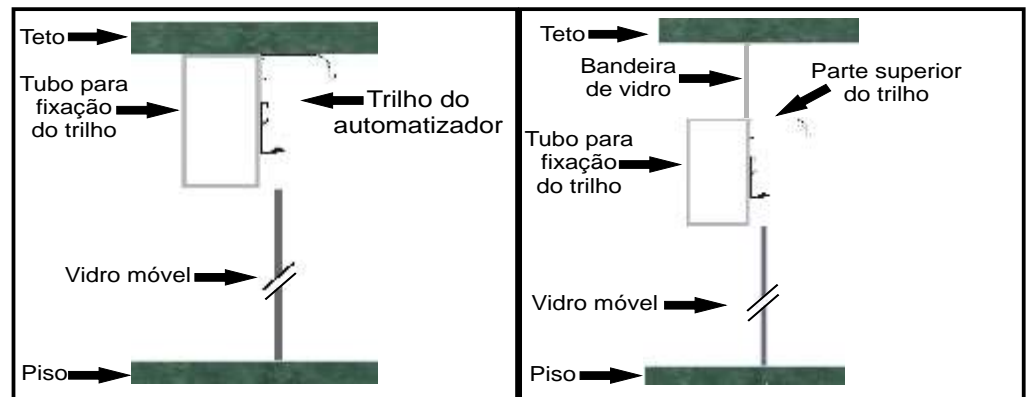 Teto
Tubo para
fixação
do trilho
Trilho do
automatizador
Vidro móvel
Piso
Teto
Bandeira
de vidro
Parte superior
do trilho
Tubo para
fixação
do trilho
Vidro móvel
Piso